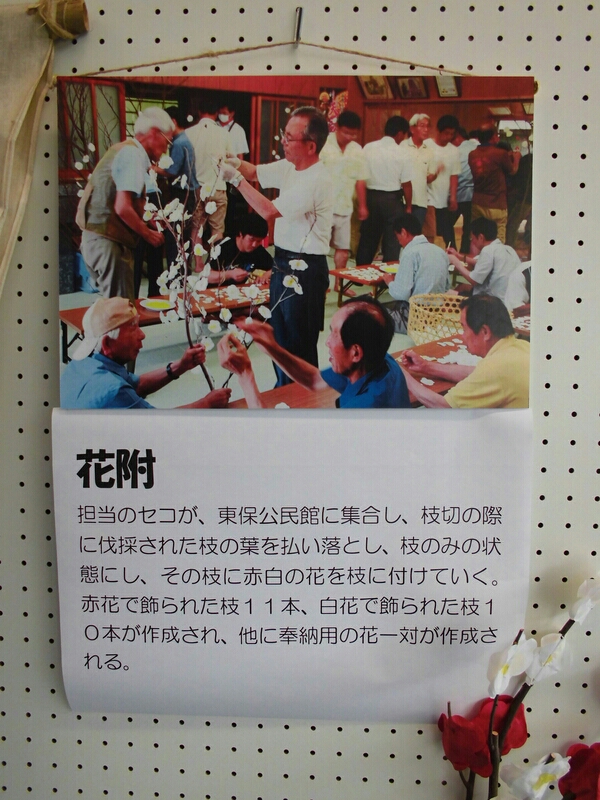 花附
担当のセコが、東保公民館に集合し、枝切の際
に伐採された枝の葉を払い落とし、枝のみの状
態にし、その枝に赤白の花を枝に付けていく。
赤花で飾られた枝１１本、白花で飾られた枝１
０本が作成され、他に奉納用の花一対が作成さ
れる。